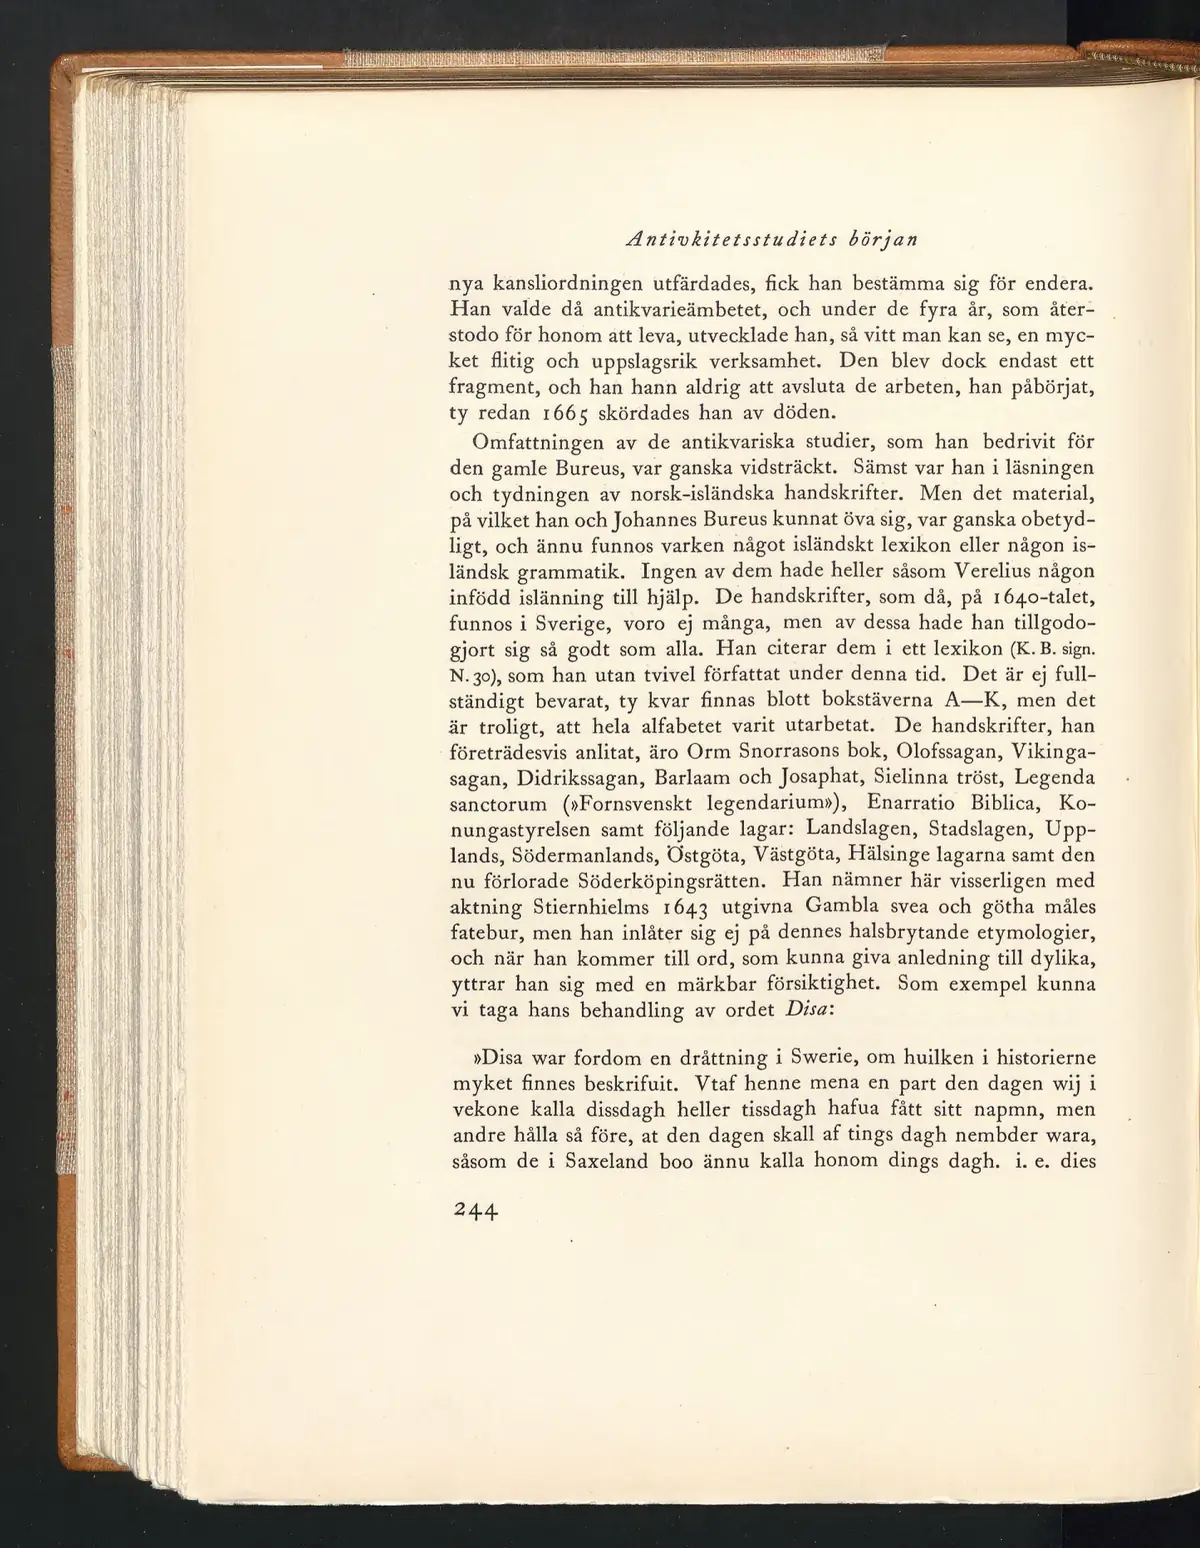 Antivkitetsstudiets början
nya kansliordningen utfärdades, fick han bestämma sig för endera.
Han valde då antikvarieämbetet, och under de fyra år, som åter-
stodo för honom att leva, utvecklade han, så vitt man kan se, en myc-
ket flitig och uppslagsrik verksamhet. Den blev dock endast ett
fragment, och han hann aldrig att avsluta de arbeten, han påbörjat,
ty redan 1665 skördades han av döden.
Omfattningen av de antikvariska studier, som han bedrivit för
den gamle Bureus, var ganska vidsträckt. Sämst var han i läsningen
och tydningen av norsk-isländska handskrifter. Men det material,
på vilket han och Johannes Bureus kunnat öva sig, var ganska obetyd-
ligt, och ännu funnos varken något isländskt lexikon eller någon is-
ländsk grammatik. Ingen av dem hade heller såsom Verelius någon
infödd islänning till hjälp. De handskrifter, som då, på 1640-talet,
funnos i Sverige, voro ej många, men av dessa hade han tillgodo-
gjort sig så godt som alla. Han citerar dem i ett lexikon (K. B. sign.
N. 30), som han utan tvivel författat under denna tid. Det är ej full-
ständigt bevarat, ty kvar finnas blott bokstäverna A—K, men det
är troligt, att hela alfabetet varit utarbetat. De handskrifter, han
företrädesvis anlitat, äro Orm Snorrasons bok, Olofssagan, Vikinga-
sagan, Didrikssagan, Barlaam och Josaphat, Sielinna tröst, Legenda
sanctorum (»Fornsvenskt legendarium»), Enarratio Biblica, Ko-
nungastyrelsen samt följande lagar: Landslagen, Stadslagen, Upp-
lands, Södermanlands, Östgöta, Västgöta, Hälsinge lagarna samt den
nu förlorade Söderköpingsrätten. Han nämner här visserligen med
aktning Stiernhielms 1643 utgivna Gambla svea och götha måles
fatebur, men han inlåter sig ej på dennes halsbrytande etymologier,
och när han kommer till ord, som kunna giva anledning till dylika,
yttrar han sig med en märkbar försiktighet. Som exempel kunna
vi taga hans behandling av ordet Disa:
»Disa war fordom en dråttning i Swerie, om huilken i historierne
myket finnes beskrifuit. Vtaf henne mena en part den dagen wij i
vekone kalla dissdagh heller tissdagh hafua fått sitt napmn, men
andre hålla så före, at den dagen skall af tings dagh nembder wara,
såsom de i Saxeland boo ännu kalla honom dings dagh. i. e. dies
244